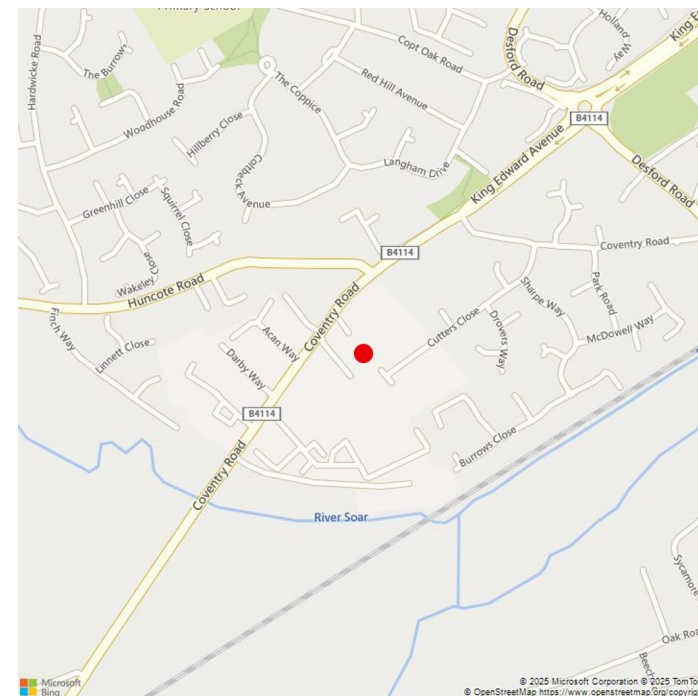 Primary School
Holland Way
King E
Copt Oak Road
Desford Road
Hardwicke Road
The Burrows
Red Hill Avenue
The Coppice
Woodhouse Road
B4114
Hillberry Close
King Edward Avenue
Langham Drive
Desford Road
Greenhill Close
Squirrel Close
Avenue
Coventry Road
B4114
Wakeley
Close
Huncote Road
Sharpe Way
Park Road
Coventry Road
Finch Way
Linnett Close
Acan Way
Cutters Close
Drovers Way
McDowell Way
Darby Way
B4114
Burrows Close
Coventry Road
River Soar
Sycamore
Oak Roa
Beech
Microsoft
Bing
© 2025 Microsoft Corporation © 2025 TomTo
© OpenStreetMap https://www.openstreetmap.org/copyrig